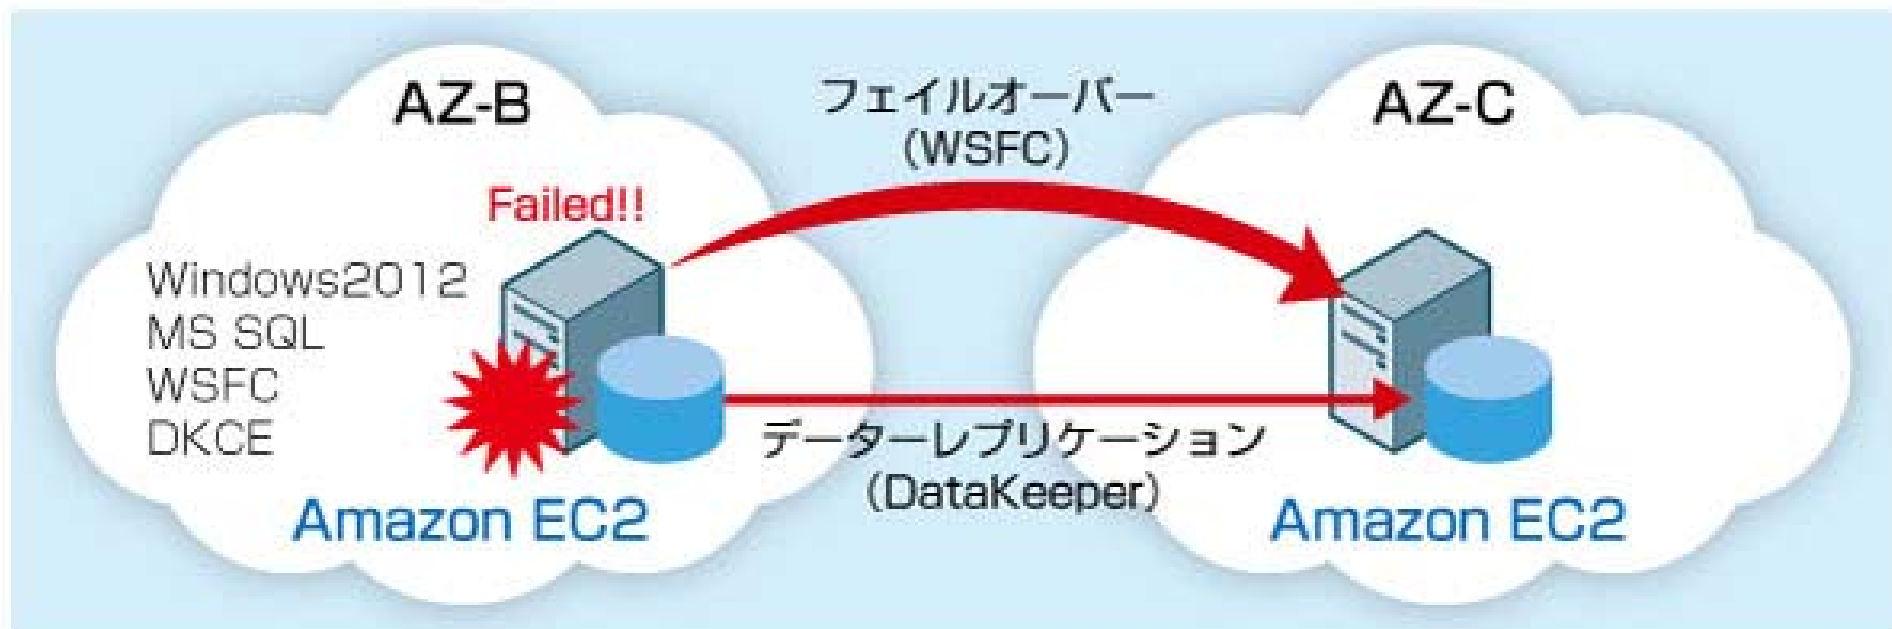 AZ-B
フェイルオーバー
(WSFC)
AZ-C
Failed!!
Windows2012
MS SQL
WSFC
DKCE
データーレプリケーション
(DataKeeper)
Amazon EC2
Amazon EC2